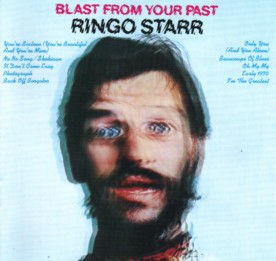 BLAST FROM YOUR PAST
RINGO STARR
You're Sixteen (You're Beautiful
And You're Mine)
No No Song/Skokiaan
It Don't Come Easy
Photograph
Back Off Boogaloo
Only You
(And You Alone)
Beaucoups Of Blues
Oh My My
Early 1970
I'm The Greatest